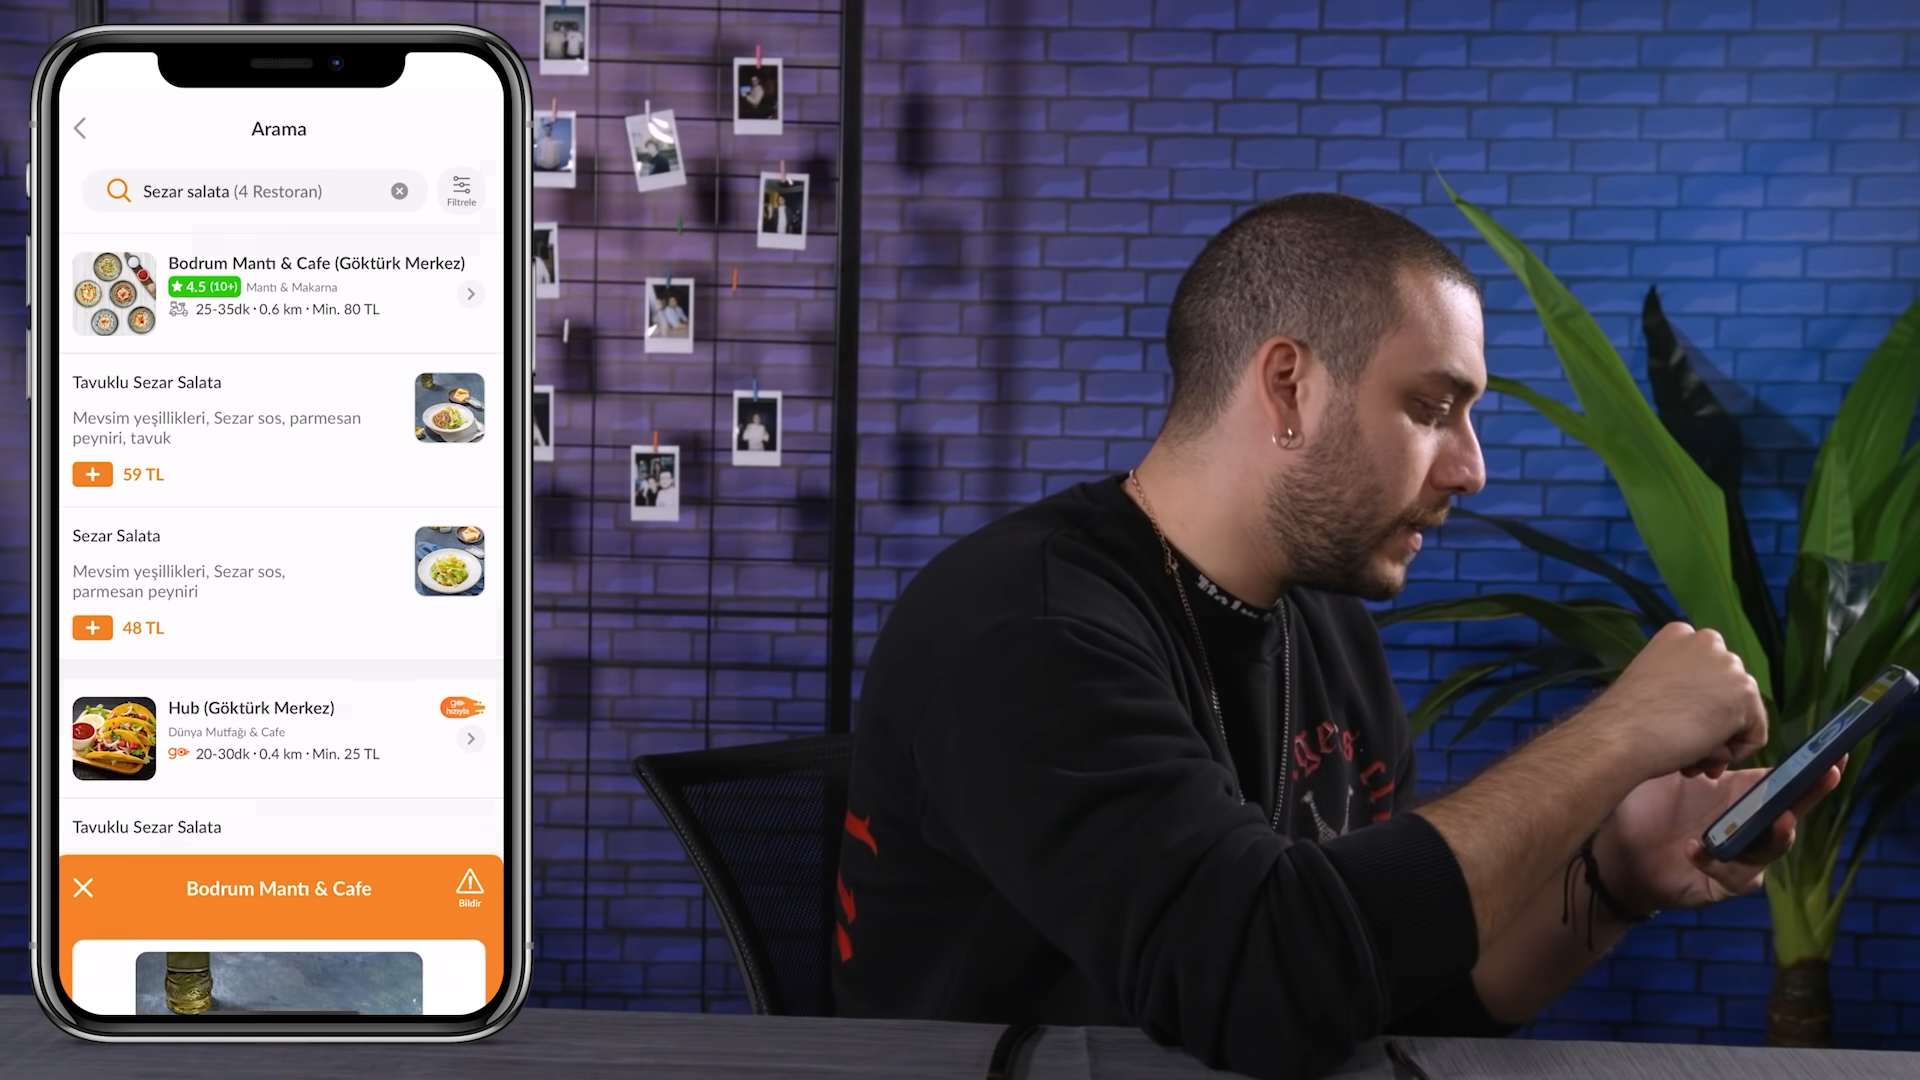 Arama
Sezar salata (4 Restoran)
Filtrele
Bodrum Mantı & Cafe (Göktürk Merkez)
4.5 (10+) Mantı & Makarna
25-35dk · 0.6 km · Min. 80 TL
Tavuklu Sezar Salata
Mevsim yeşillikleri, Sezar sos, parmesan
peyniri, tavuk
59 TL
Sezar Salata
Mevsim yeşillikleri, Sezar sos,
parmesan peyniri
48 TL
Hub (Göktürk Merkez)
go
hızıyla
Dünya Mutfağı & Cafe
go 20-30dk · 0.4 km · Min. 25 TL
Tavuklu Sezar Salata
Bodrum Mantı & Cafe
Bildir